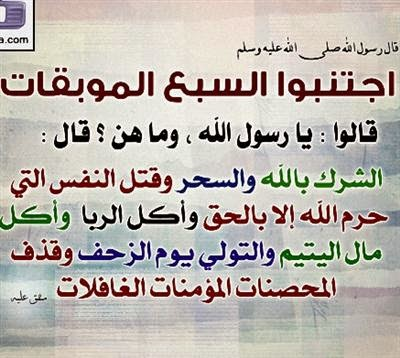 a.com
قال رسول الله صلى الله عليه وسلم
اجتنبوا السبع الموبقات
قالوا : يا رسول الله ، وما هن ؟ قال :
الشرك بالله والسحر وقتل النفس التي
حرم الله إلا بالحق وأكل الربا وأكل
مال اليتيم والتولي يوم الزحف وقذف
المحصنات المؤمنات الغافلات
متفق عليه